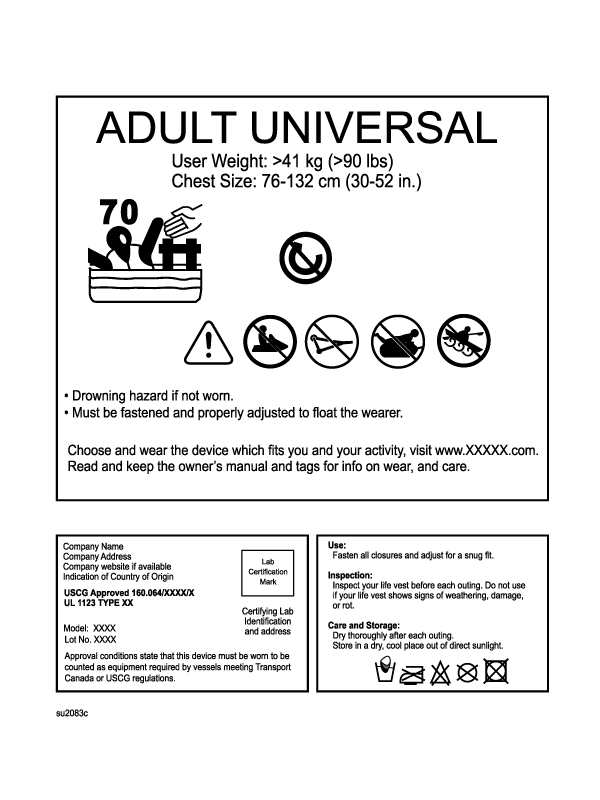 ADULT UNIVERSAL
User Weight: >41 kg (>90 lbs)
Chest Size: 76-132 cm (30-52 in.)
70
!
• Drowning hazard if not worn.
• Must be fastened and properly adjusted to float the wearer.
Choose and wear the device which fits you and your activity, visit www.XXXXX.com.
Read and keep the owner's manual and tags for info on wear, and care.
Company Name
Company Address
Company website if available
Indication of Country of Origin
USCG Approved 160.064/XXXX/X
UL 1123 TYPE XX
Model: XXXX
Lot No. XXXX
Lab
Certification
Mark
Certifying Lab
Identification
and address
Approval conditions state that this device must be worn to be
counted as equipment required by vessels meeting Transport
Canada or USCG regulations.
Use:
Fasten all closures and adjust for a snug fit.
Inspection:
Inspect your life vest before each outing. Do not use
if your life vest shows signs of weathering, damage,
or rot.
Care and Storage:
Dry thoroughly after each outing.
Store in a dry, cool place out of direct sunlight.
su2083c